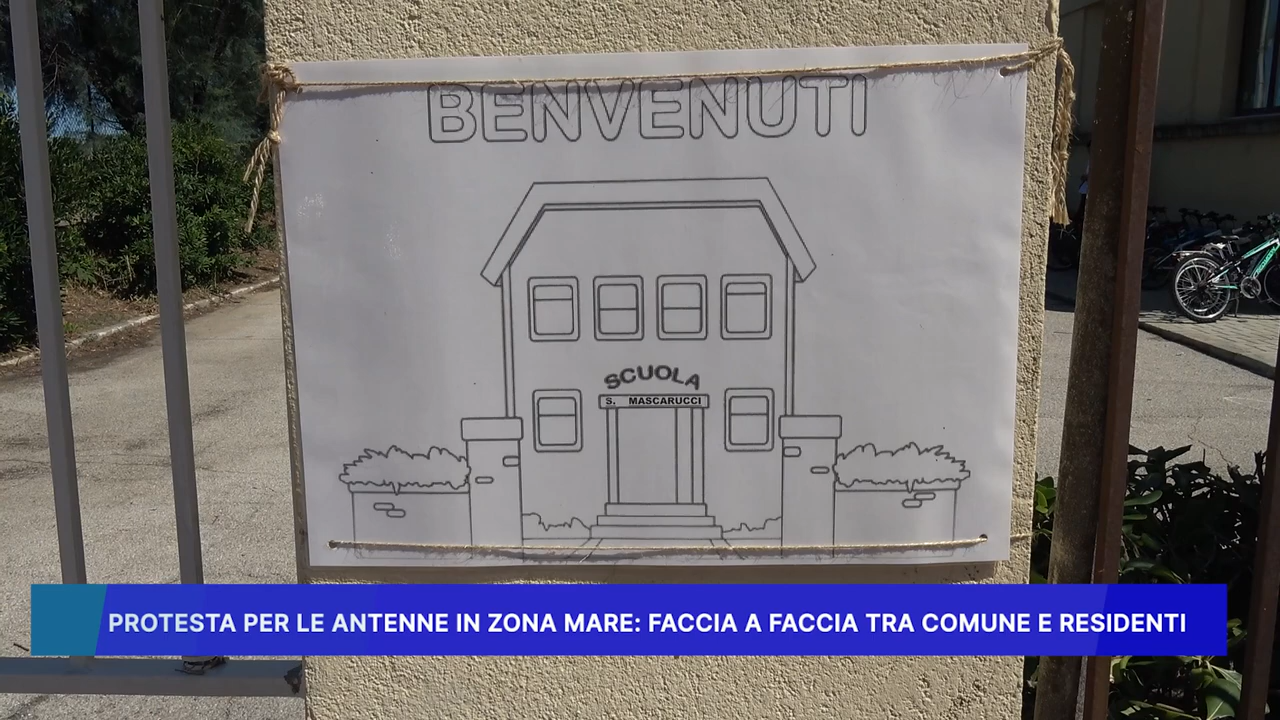 BENVENUTI
SCUOLA
S. MASCARUCCI
PROTESTA PER LE ANTENNE IN ZONA MARE: FACCIA A FACCIA TRA COMUNE E RESIDENTI